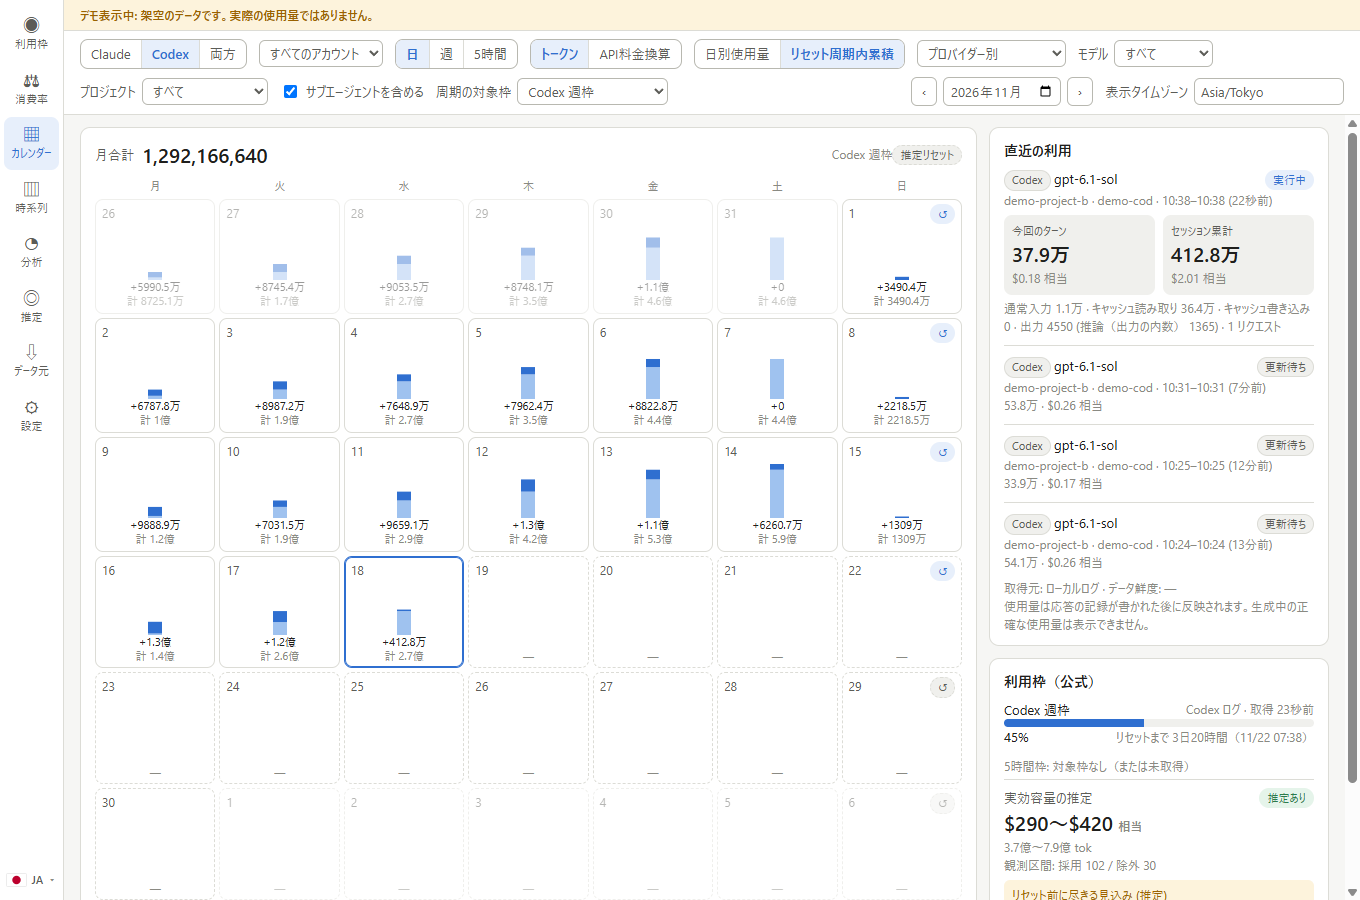 デモ表示中: 架空のデータです。実際の使用量ではありません。
利用枠
消費率
カレンダー
時系列
分析
推定
データ元
設定
JA
Claude Codex 両方 すべてのアカウント 日 週 5時間 トークン API料金換算 日別使用量 リセット周期内累積 プロバイダー別 モデル すべて
プロジェクト すべて サブエージェントを含める 周期の対象枠 Codex 週枠 ‹ 2026年11月 › 表示タイムゾーン Asia/Tokyo
月合計 1,292,166,640 Codex 週枠 推定リセット
月 火 水 木 金 土 日
26 27 28 29 30 31 1 ↺
+5990.5万 +8745.4万 +9053.5万 +8748.1万 +1.1億 +0 +3490.4万
計 8725.1万 計 1.7億 計 2.7億 計 3.5億 計 4.6億 計 4.6億 計 3490.4万
2 3 4 5 6 7 8 ↺
+6787.8万 +8987.2万 +7648.9万 +7962.4万 +8822.8万 +0 +2218.5万
計 1億 計 1.9億 計 2.7億 計 3.5億 計 4.4億 計 4.4億 計 2218.5万
9 10 11 12 13 14 15 ↺
+9888.9万 +7031.5万 +9659.1万 +1.3億 +1.1億 +6260.7万 +1309万
計 1.2億 計 1.9億 計 2.9億 計 4.2億 計 5.3億 計 5.9億 計 1309万
16 17 18 19 20 21 22 ↺
+1.3億 +1.2億 +412.8万
計 1.4億 計 2.6億 計 2.7億 — — — —
23 24 25 26 27 28 29 ↺
— — — — — — —
30 1 2 3 4 5 6 ↺
— — — — — — —
直近の利用
Codex gpt-6.1-sol 実行中
demo-project-b · demo-cod · 10:38–10:38 (22秒前)
今回のターン セッション累計
37.9万 412.8万
$0.18 相当 $2.01 相当
通常入力 1.1万 · キャッシュ読み取り 36.4万 · キャッシュ書き込み
0 · 出力 4550 (推論（出力の内数） 1365) · 1 リクエスト
Codex gpt-6.1-sol 更新待ち
demo-project-b · demo-cod · 10:31–10:31 (7分前)
53.8万 · $0.26 相当
Codex gpt-6.1-sol 更新待ち
demo-project-b · demo-cod · 10:25–10:25 (12分前)
33.9万 · $0.17 相当
Codex gpt-6.1-sol 更新待ち
demo-project-b · demo-cod · 10:24–10:24 (13分前)
54.1万 · $0.26 相当
取得元: ローカルログ · データ鮮度: —
使用量は応答の記録が書かれた後に反映されます。生成中の正
確な使用量は表示できません。
利用枠（公式）
Codex 週枠 Codex ログ · 取得 23秒前
45% リセットまで 3日20時間（11/22 07:38）
5時間枠: 対象枠なし（または未取得）
実効容量の推定 推定あり
$290〜$420 相当
3.7億〜7.9億 tok
観測区間: 採用 102 / 除外 30
リセット前に尽きる見込み (推定)